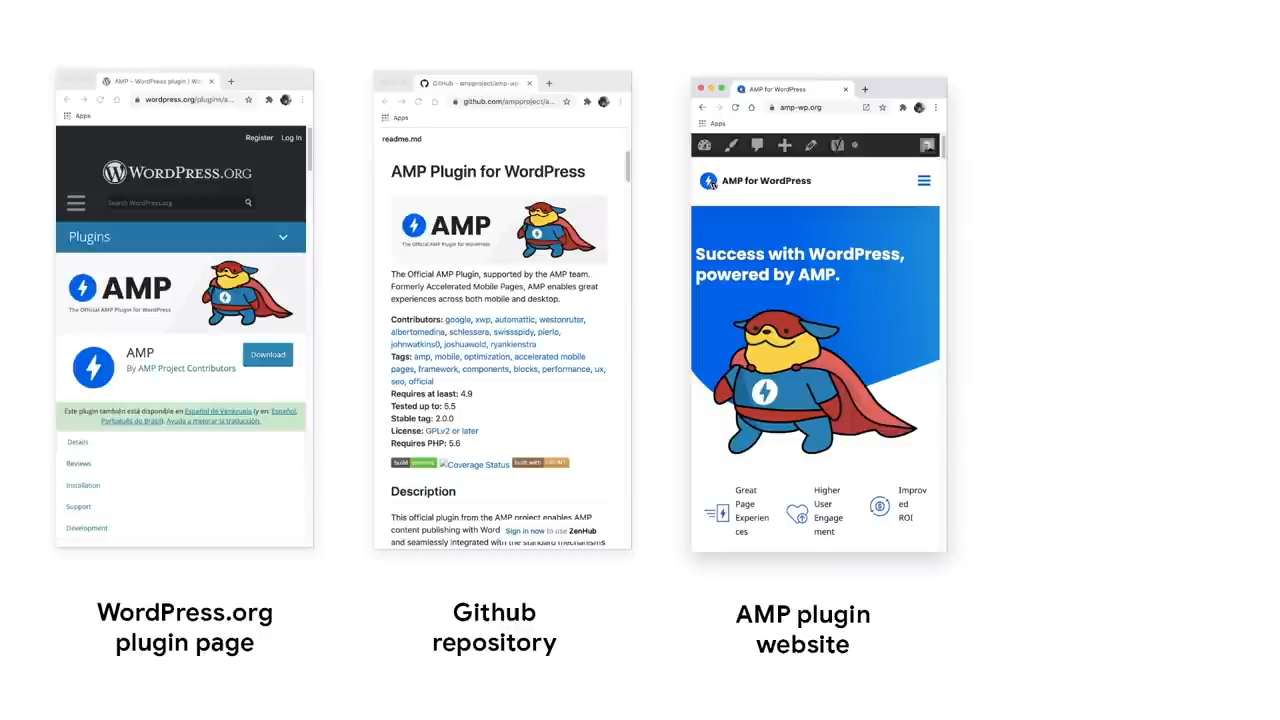 AMP – WordPress plugin | Wo
wordpress.org/plugins/a...
Apps
Register Log In
WORDPRESS.ORG
Search WordPress.org
Plugins
AMP
The Official AMP Plugin for WordPress
AMP
By AMP Project Contributors
Download
Este plugin también está disponible en Español de Venezuela (y en: Español,
Português do Brasil). Ayuda a mejorar la traducción.
Details
Reviews
Installation
Support
Development
WordPress.org
plugin page
GitHub - ampproject/amp-wp:
github.com/ampproject/a...
Apps
readme.md
AMP Plugin for WordPress
AMP
The Official AMP Plugin for WordPress
The Official AMP Plugin, supported by the AMP team.
Formerly Accelerated Mobile Pages, AMP enables great
experiences across both mobile and desktop.
Contributors: google, xwp, automattic, westonruter,
albertomedina, schlessera, swissspidy, pierlo,
johnwatkins0, joshuawold, ryankienstra
Tags: amp, mobile, optimization, accelerated mobile
pages, framework, components, blocks, performance, ux,
seo, official
Requires at least: 4.9
Tested up to: 5.5
Stable tag: 2.0.0
License: GPLv2 or later
Requires PHP: 5.6
build Coverage Status built with
Description
This official plugin from the AMP project enables AMP
content publishing with Word
Sign in now to use ZenHub
and seamlessly integrated with the standard mechanisms
Github
repository
AMP for WordPress
amp-wp.org
Apps
AMP for WordPress
Success with WordPress,
powered by AMP.
Great
Page
Experien
ces
Higher
User
Engage
ment
Improv
ed
ROI
AMP plugin
website